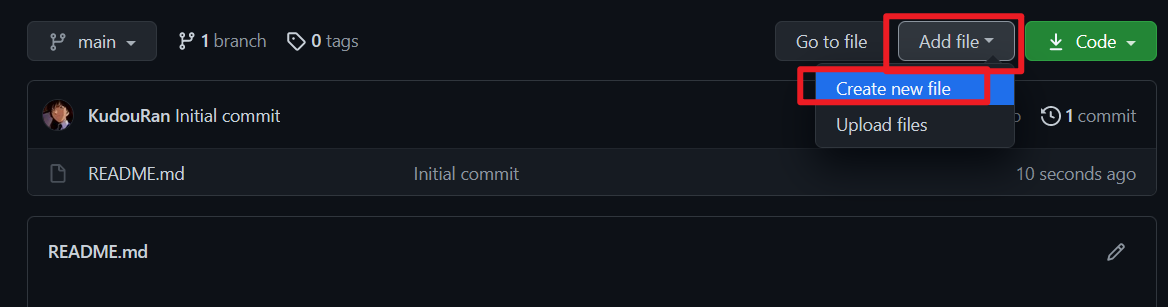 main 1 branch 0 tags Go to file Add file Code
Create new file
KudouRan Initial commit 1 commit
Upload files
README.md Initial commit 10 seconds ago
README.md